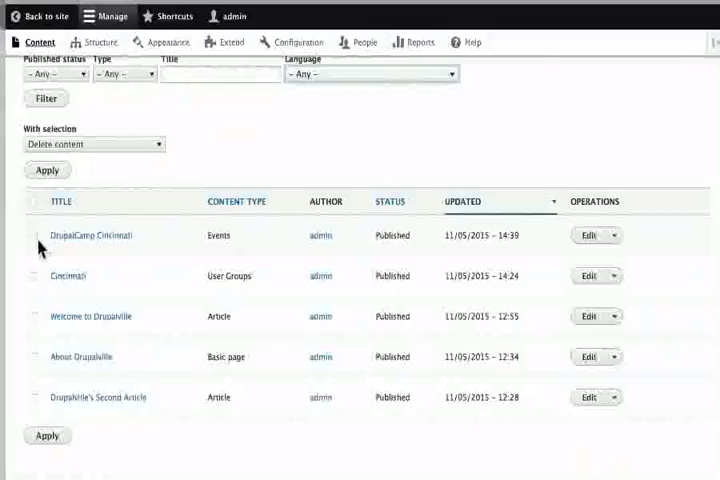 Back to site Manage Shortcuts admin
Content Structure Appearance Extend Configuration People Reports Help
Published status Type Title Language
- Any - - Any - - Any -
Filter
With selection
Delete content
Apply
TITLE CONTENT TYPE AUTHOR STATUS UPDATED OPERATIONS
DrupalCamp Cincinnati Events admin Published 11/05/2015 - 14:39 Edit
Cincinnati User Groups admin Published 11/05/2015 - 14:24 Edit
Welcome to Drupalville Article admin Published 11/05/2015 - 12:55 Edit
About Drupalville Basic page admin Published 11/05/2015 - 12:34 Edit
Drupalville's Second Article Article admin Published 11/05/2015 - 12:28 Edit
Apply